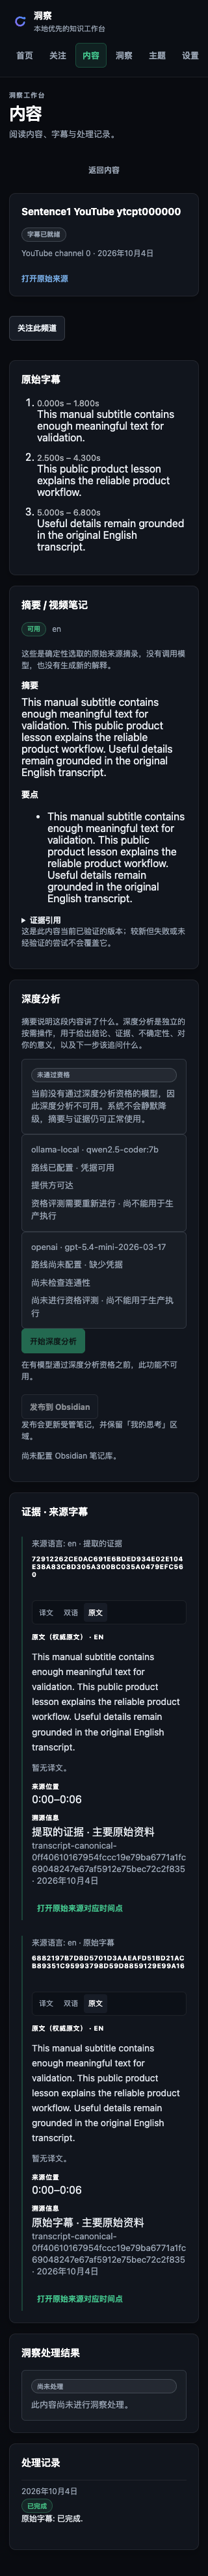 洞察
本地优先的知识工作台
首页 关注 内容 洞察 主题 设置
洞察工作台
内容
阅读内容、字幕与处理记录。
返回内容
Sentence1 YouTube ytcpt000000
字幕已就绪
YouTube channel 0 · 2026年10月4日
打开原始来源
关注此频道
原始字幕
1. 0.000s – 1.800s
This manual subtitle contains
enough meaningful text for
validation.
2. 2.500s – 4.300s
This public product lesson
explains the reliable product
workflow.
3. 5.000s – 6.800s
Useful details remain grounded
in the original English
transcript.
摘要 / 视频笔记
可用 en
这些是确定性选取的原始来源摘录，没有调用模
型，也没有生成新的解释。
摘要
This manual subtitle contains
enough meaningful text for
validation. This public product
lesson explains the reliable
product workflow. Useful details
remain grounded in the original
English transcript.
要点
• This manual subtitle contains
enough meaningful text for
validation. This public
product lesson explains the
reliable product workflow.
Useful details remain
grounded in the original
English transcript.
▶ 证据引用
这是此内容当前已验证的版本；较新但失败或未
经验证的尝试不会覆盖它。
深度分析
摘要说明这段内容讲了什么。深度分析是独立的
按需操作，用于给出结论、证据、不确定性、对
你的意义，以及下一步该追问什么。
未通过资格
当前没有通过深度分析资格的模型，因
此深度分析不可用。系统不会静默降
级，摘要与证据仍可正常使用。
ollama-local · qwen2.5-coder:7b
路线已配置 · 凭据可用
提供方可达
资格评测需要重新进行 · 尚不能用于生
产执行
openai · gpt-5.4-mini-2026-03-17
路线尚未配置 · 缺少凭据
尚未检查连通性
尚未进行资格评测 · 尚不能用于生产执
行
开始深度分析
在有模型通过深度分析资格之前，此功能不可
用。
发布到 Obsidian
发布会更新受管笔记，并保留「我的思考」区
域。
尚未配置 Obsidian 笔记库。
证据 · 来源字幕
来源语言: en · 提取的证据
译文 双语 原文
原文（权威原文） · EN
This manual subtitle contains
enough meaningful text for
validation. This public product
lesson explains the reliable product
workflow. Useful details remain
grounded in the original English
transcript.
暂无译文。
来源位置
0:00–0:06
溯源信息
提取的证据 · 主要原始资料
transcript-canonical-
0ff40610167954fccc19e79ba6771a1fc
69048247e67af5912e75bec72c2f835
· 2026年10月4日
打开原始来源对应时间点
来源语言: en · 原始字幕
译文 双语 原文
原文（权威原文） · EN
This manual subtitle contains
enough meaningful text for
validation. This public product
lesson explains the reliable product
workflow. Useful details remain
grounded in the original English
transcript.
暂无译文。
来源位置
0:00–0:06
溯源信息
原始字幕 · 主要原始资料
transcript-canonical-
0ff40610167954fccc19e79ba6771a1fc
69048247e67af5912e75bec72c2f835
· 2026年10月4日
打开原始来源对应时间点
洞察处理结果
尚未处理
此内容尚未进行洞察处理。
处理记录
2026年10月4日
已完成
原始字幕: 已完成.